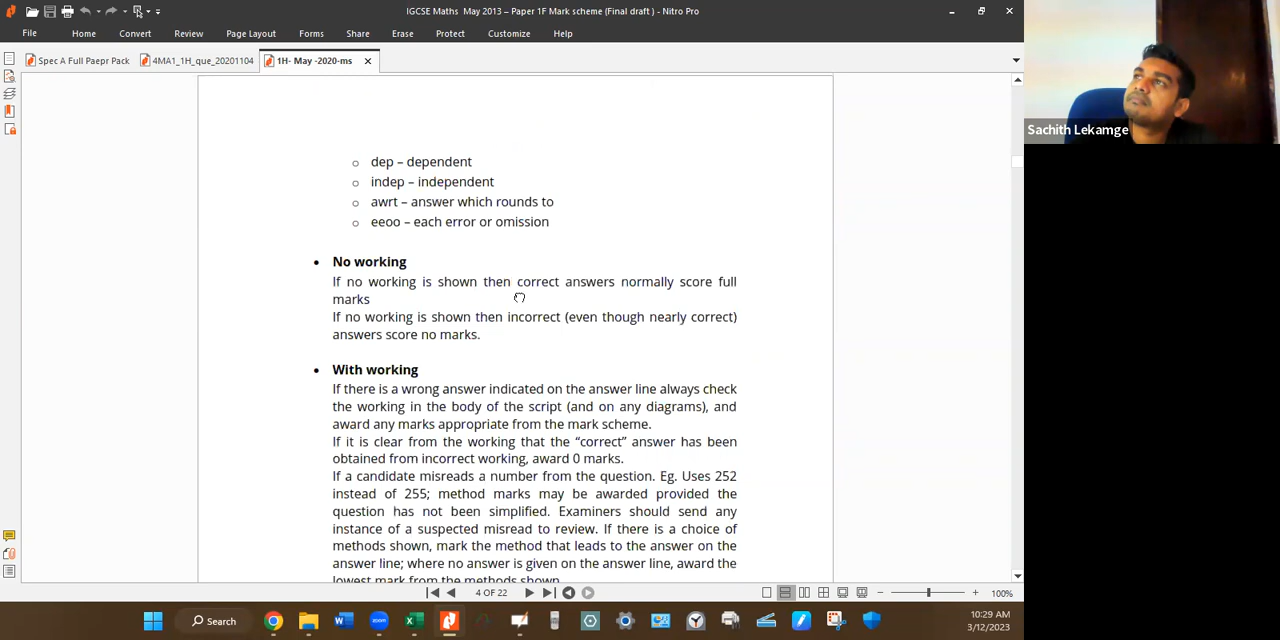 IGCSE Maths May 2013 – Paper 1F Mark scheme (Final draft ) - Nitro Pro
File Home Convert Review Page Layout Forms Share Erase Protect Customize Help
Spec A Full Paepr Pack 4MA1_1H_que_20201104 1H- May -2020-ms
Sachith Lekamge
dep – dependent
indep – independent
awrt – answer which rounds to
eeoo – each error or omission
No working
If no working is shown then correct answers normally score full
marks
If no working is shown then incorrect (even though nearly correct)
answers score no marks.
With working
If there is a wrong answer indicated on the answer line always check
the working in the body of the script (and on any diagrams), and
award any marks appropriate from the mark scheme.
If it is clear from the working that the “correct” answer has been
obtained from incorrect working, award 0 marks.
If a candidate misreads a number from the question. Eg. Uses 252
instead of 255; method marks may be awarded provided the
question has not been simplified. Examiners should send any
instance of a suspected misread to review. If there is a choice of
methods shown, mark the method that leads to the answer on the
answer line; where no answer is given on the answer line, award the
lowest mark from the methods shown.
4 OF 22 100%
Search 10:29 AM
3/12/2023